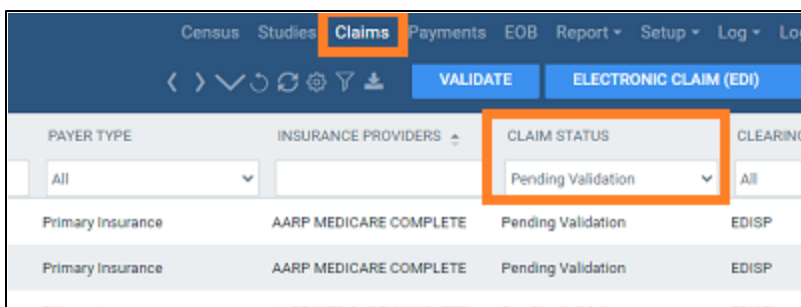 Census Studies Claims Payments EOB Report Setup Log
VALIDATE ELECTRONIC CLAIM (EDI)
PAYER TYPE INSURANCE PROVIDERS CLAIM STATUS
All Pending Validation All
Primary Insurance AARP MEDICARE COMPLETE Pending Validation EDISP
Primary Insurance AARP MEDICARE COMPLETE Pending Validation EDISP